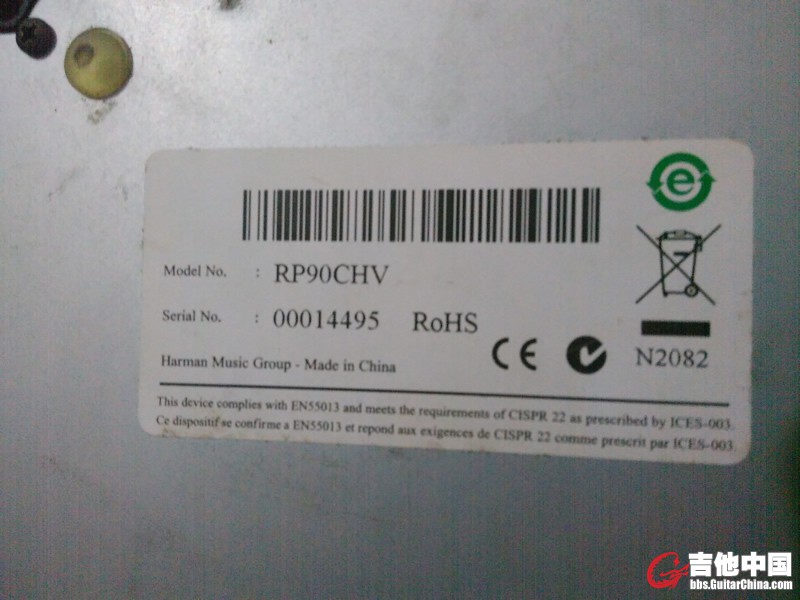 Model No. : RP90CHV
Serial No. : 00014495 RoHS
Harman Music Group - Made in China
CE
N2082
This device complies with EN55013 and meets the requirements of CISPR 22 as prescribed by ICES-003.
Ce dispositif se confirme a EN55013 et repond aux exigences de CISPR 22 comme prescrit par ICES-003.
吉他中国
bbs.GuitarChina.com